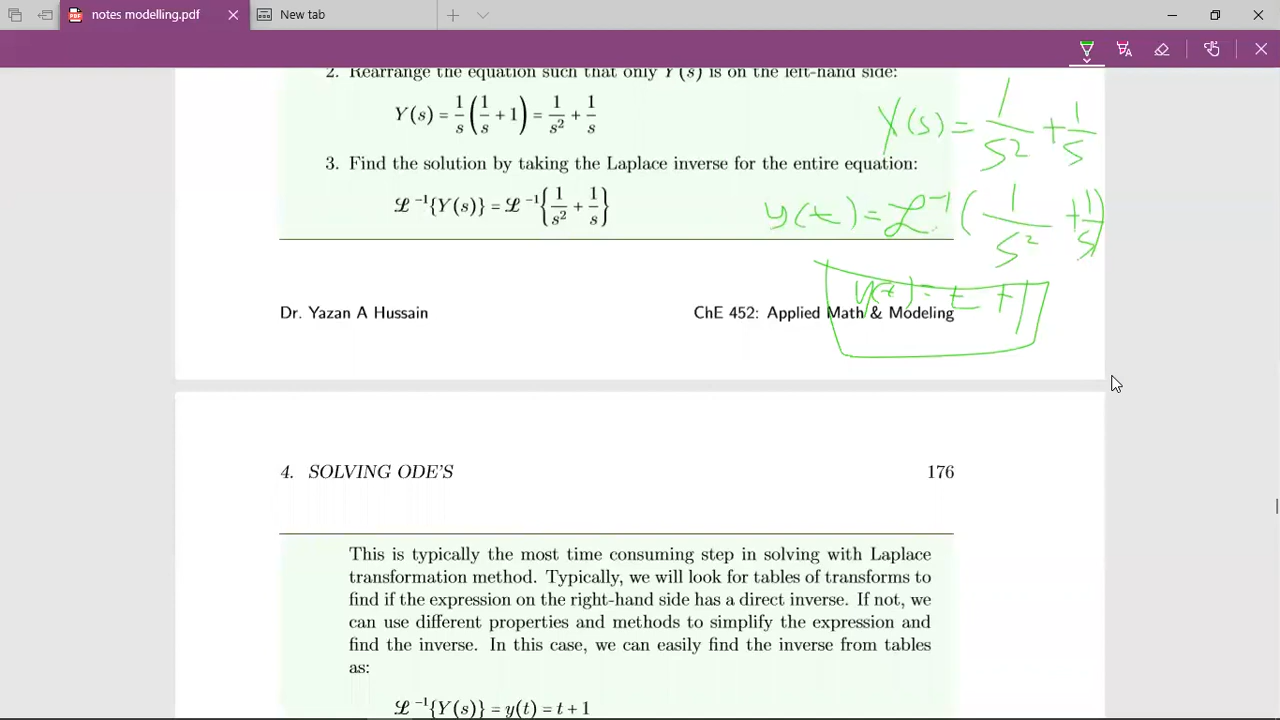 notes modelling.pdf
New tab
2. Rearrange the equation such that only Y(s) is on the left-hand side:
Y(s) = 1/s (1/s + 1) = 1/s² + 1/s
3. Find the solution by taking the Laplace inverse for the entire equation:
ℒ⁻¹{Y(s)} = ℒ⁻¹{1/s² + 1/s}
Y(s) = 1/s² + 1/s
y(t) = ℒ⁻¹(1/s² + 1/s)
y(t) = t + 1
Dr. Yazan A Hussain
ChE 452: Applied Math & Modeling
4. SOLVING ODE'S
176
This is typically the most time consuming step in solving with Laplace
transformation method. Typically, we will look for tables of transforms to
find if the expression on the right-hand side has a direct inverse. If not, we
can use different properties and methods to simplify the expression and
find the inverse. In this case, we can easily find the inverse from tables
as:
ℒ⁻¹{Y(s)} = y(t) = t + 1